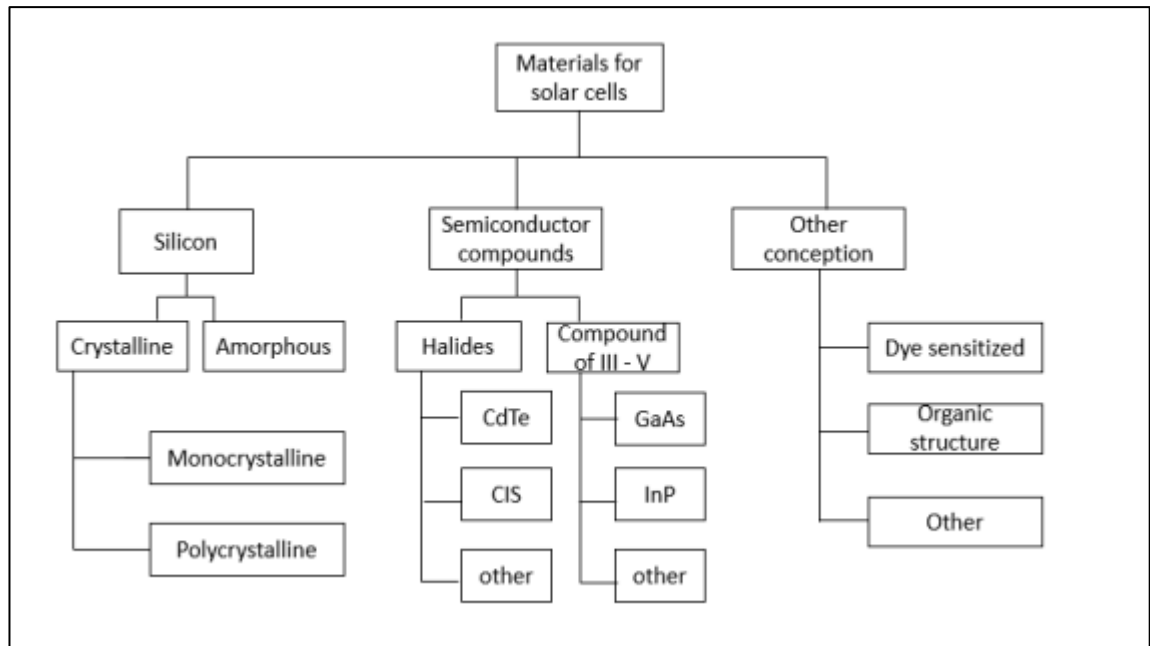 Materials for
solar cells
Silicon
Semiconductor
compounds
Other
conception
Crystalline
Amorphous
Halides
Compound
of III - V
Dye sensitized
CdTe
GaAs
Organic
structure
Monocrystalline
CIS
InP
Other
Polycrystalline
other
other